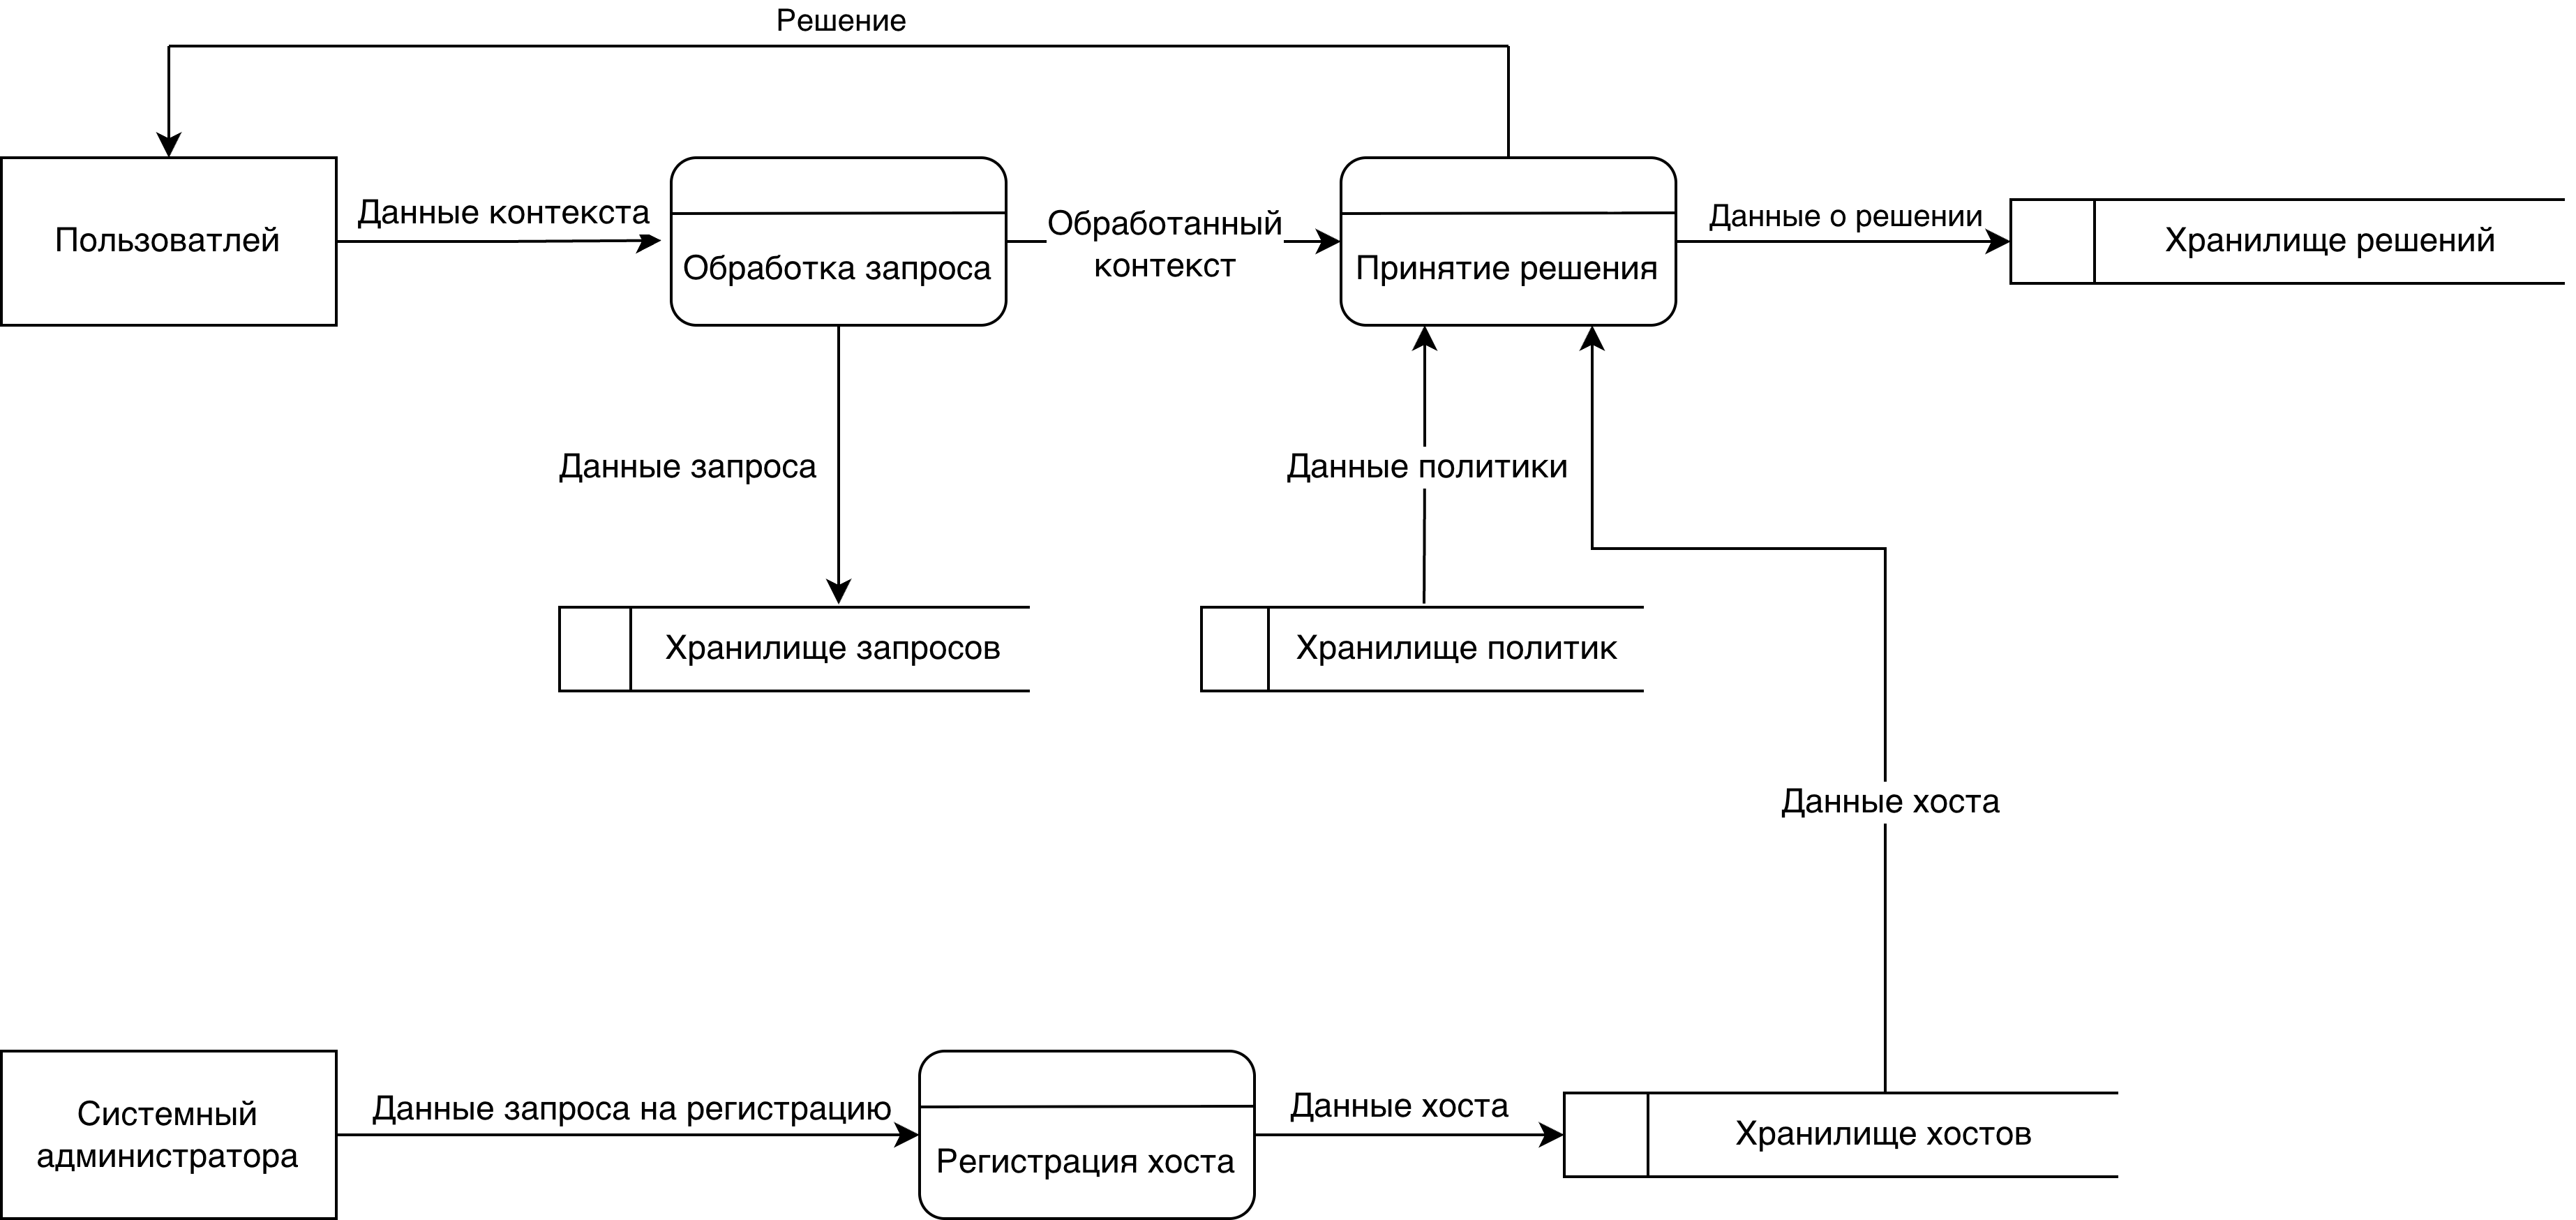 Решение
Пользоватлей
Данные контекста
Обработка запроса
Обработанный
контекст
Принятие решения
Данные о решении
Хранилище решений
Данные запроса
Данные политики
Хранилище запросов
Хранилище политик
Данные хоста
Системный
администратора
Данные запроса на регистрацию
Регистрация хоста
Данные хоста
Хранилище хостов